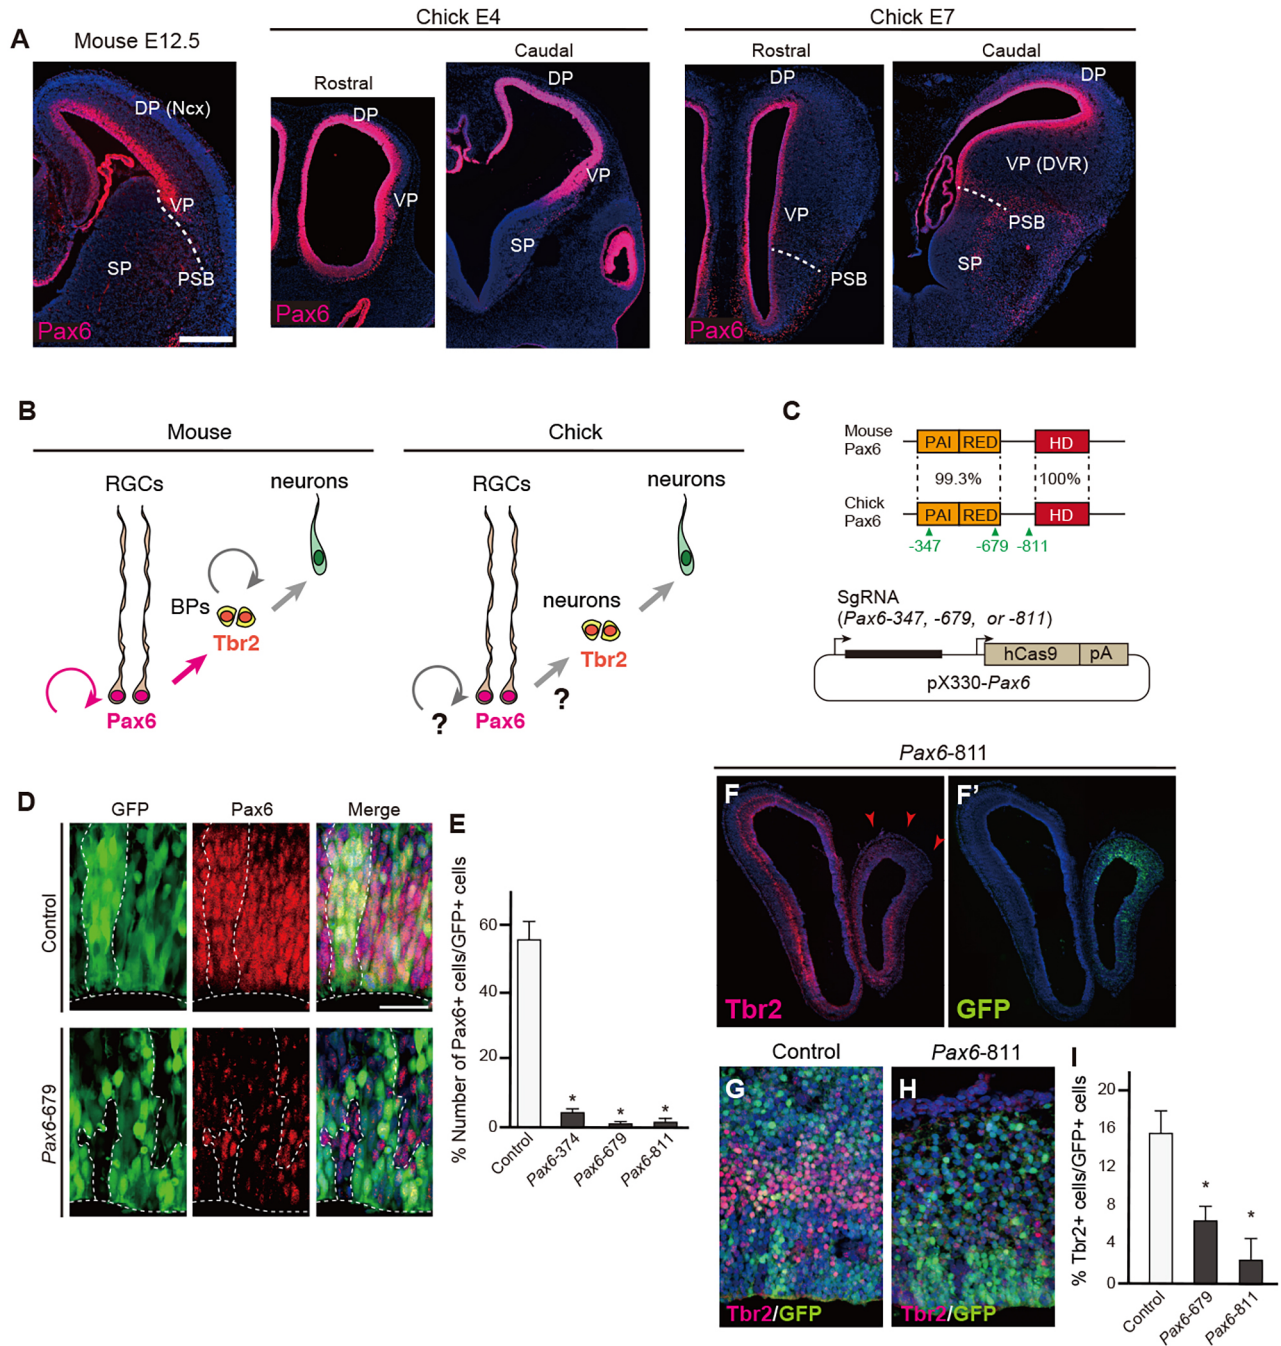 A
Mouse E12.5
Chick E4
Chick E7
Rostral
Caudal
Rostral
Caudal
DP (Ncx)
VP
SP
PSB
Pax6
DP
VP
Pax6
DP
VP
SP
DP
VP
PSB
Pax6
DP
VP (DVR)
PSB
SP
B
Mouse
Chick
RGCs
neurons
BPs
Tbr2
Pax6
RGCs
neurons
neurons
Tbr2
?
?
Pax6
C
Mouse
Pax6
PAI
RED
HD
99.3%
100%
Chick
Pax6
PAI
RED
HD
-347
-679
-811
SgRNA
(Pax6-347, -679, or -811)
hCas9
pA
pX330-Pax6
D
GFP
Pax6
Merge
Control
Pax6-679
E
% Number of Pax6+ cells/GFP+ cells
60
40
20
0
*
*
*
Control
Pax6-374
Pax6-679
Pax6-811
Pax6-811
F
Tbr2
F'
GFP
Control
Pax6-811
G
Tbr2/GFP
H
Tbr2/GFP
I
% Tbr2+ cells/GFP+ cells
20
16
12
8
4
0
*
*
Control
Pax6-679
Pax6-811